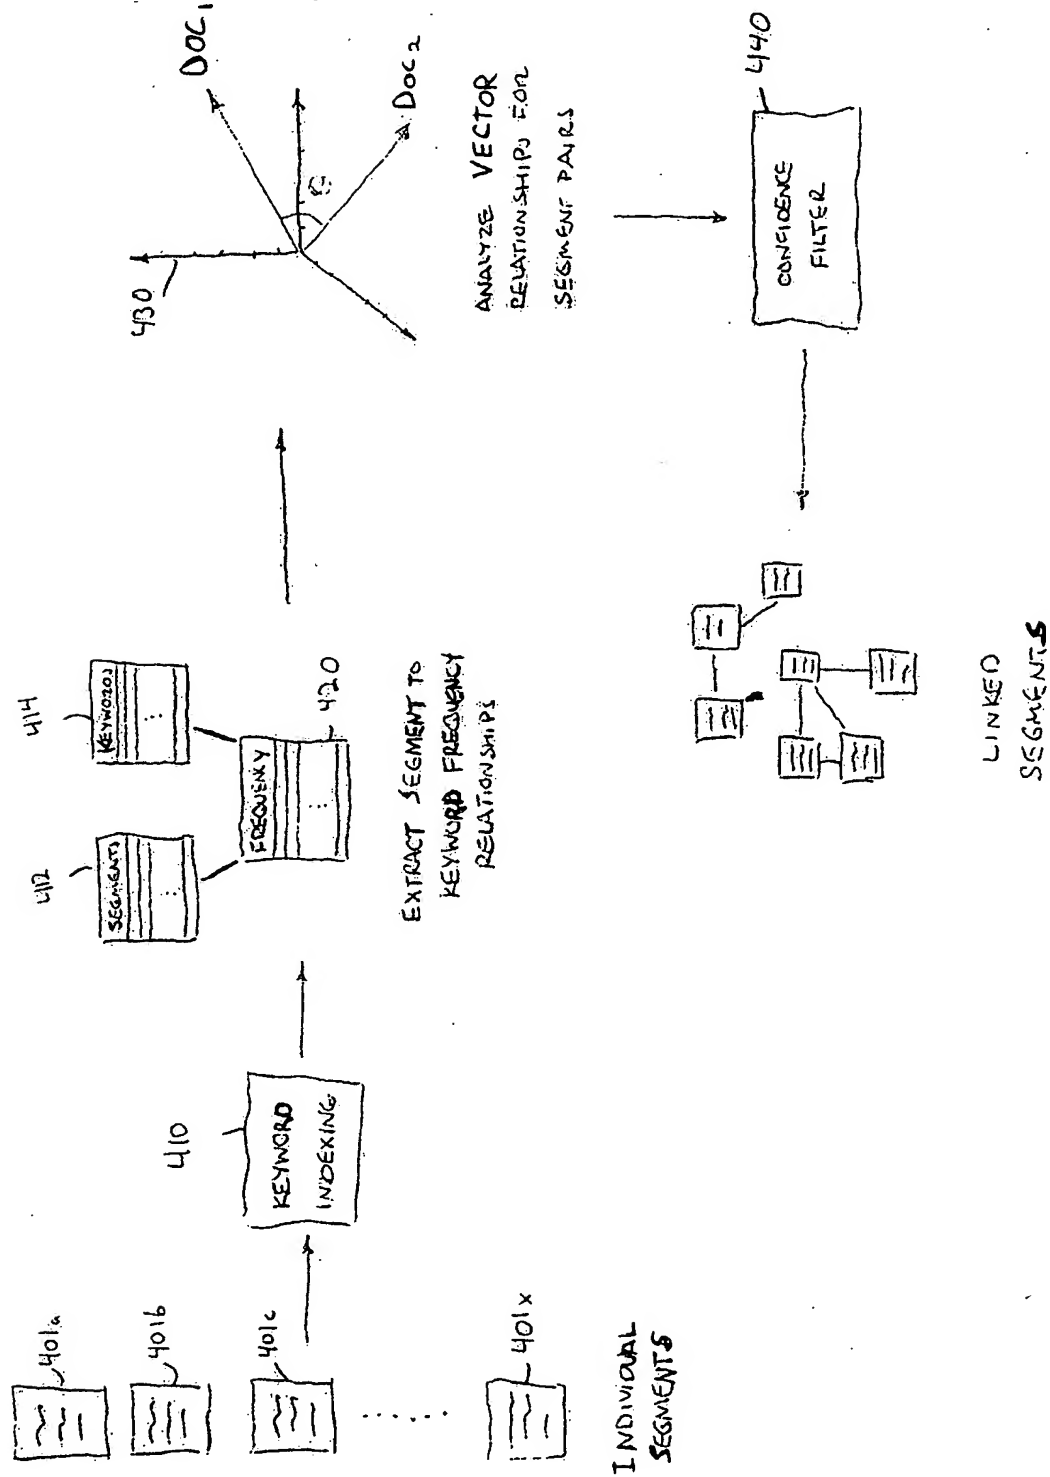 401a
401b
401c
401x
INDIVIDUAL
SEGMENTS
410
KEYWORD
INDEXING
412
SEGMENTS
414
KEYWORDS
FREQUENCY
420
EXTRACT SEGMENT TO
KEYWORD FREQUENCY
RELATIONSHIPS
430
DOC1
DOC2
Θ
ANALYZE VECTOR
RELATIONSHIPS FOR
SEGMENT PAIRS
440
CONFIDENCE
FILTER
LINKED
SEGMENTS